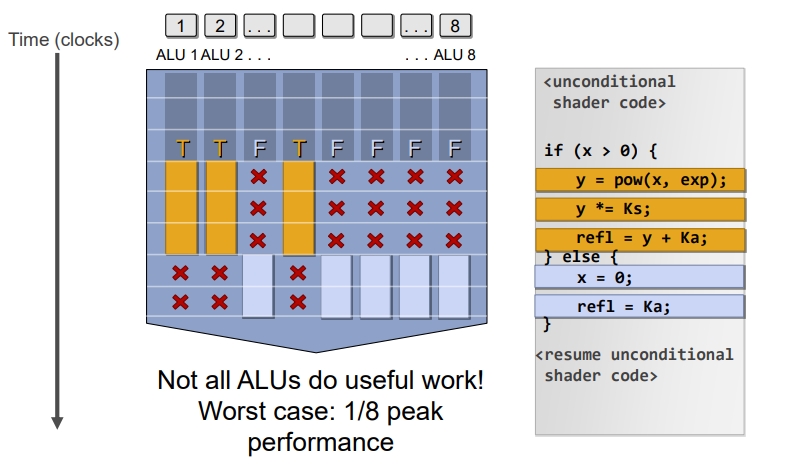 1 2 ... ... 8
Time (clocks)
ALU 1 ALU 2 . . . . . . ALU 8
T T F T F F F F
<unconditional
shader code>
if (x > 0) {
y = pow(x, exp);
y *= Ks;
refl = y + Ka;
} else {
x = 0;
refl = Ka;
}
<resume unconditional
shader code>
Not all ALUs do useful work!
Worst case: 1/8 peak
performance